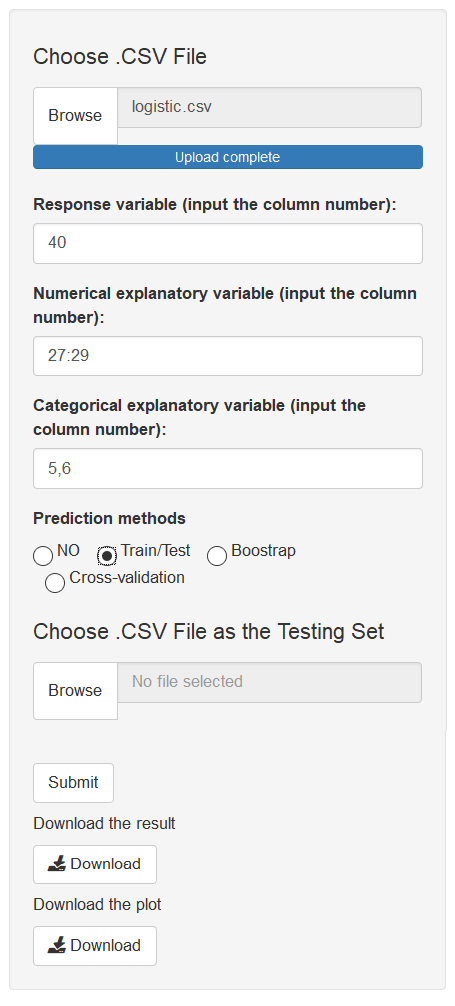 Choose .CSV File
Browse logistic.csv
Upload complete
Response variable (input the column number):
40
Numerical explanatory variable (input the column
number):
27:29
Categorical explanatory variable (input the
column number):
5,6
Prediction methods
NO Train/Test Boostrap
Cross-validation
Choose .CSV File as the Testing Set
Browse No file selected
Submit
Download the result
Download
Download the plot
Download